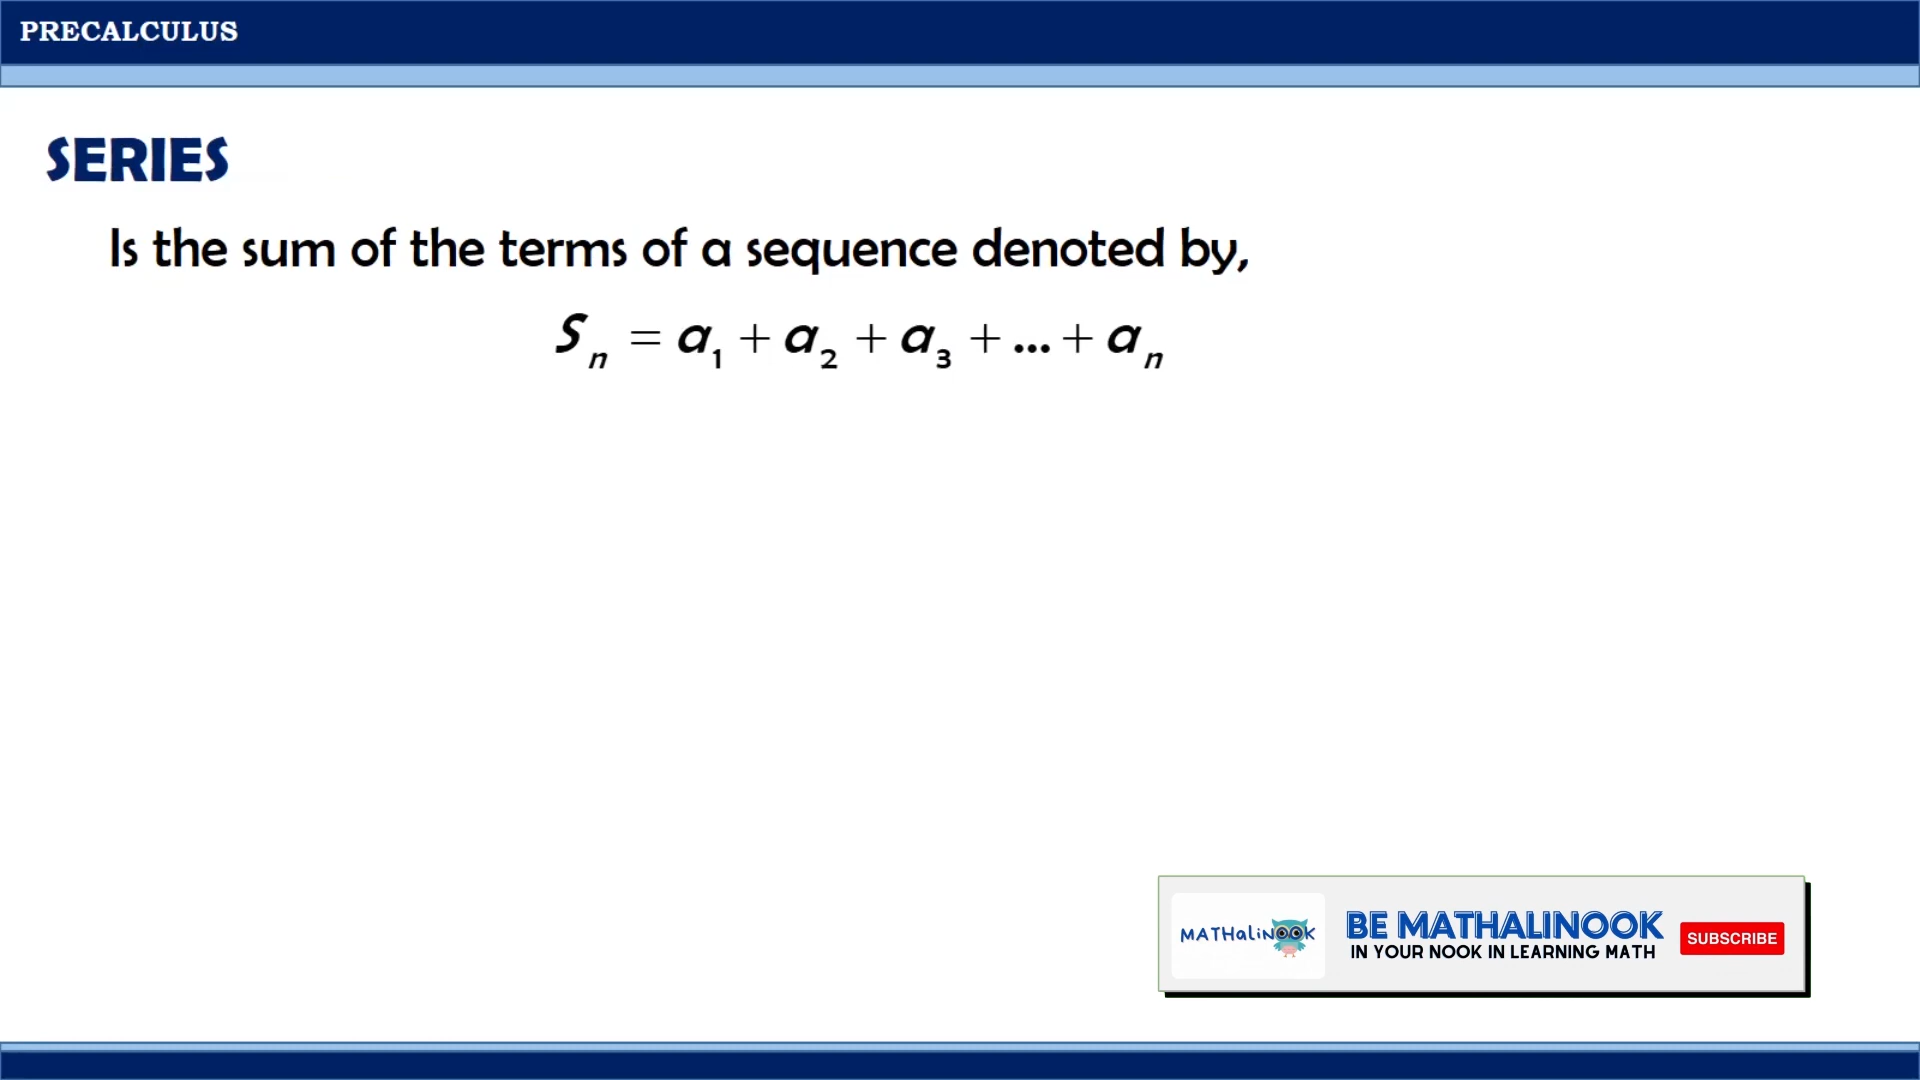 PRECALCULUS
SERIES
Is the sum of the terms of a sequence denoted by,
Sₙ = a₁ + a₂ + a₃ + ... + aₙ
MATHaliNOOK
BE MATHALINOOK
IN YOUR NOOK IN LEARNING MATH
SUBSCRIBE